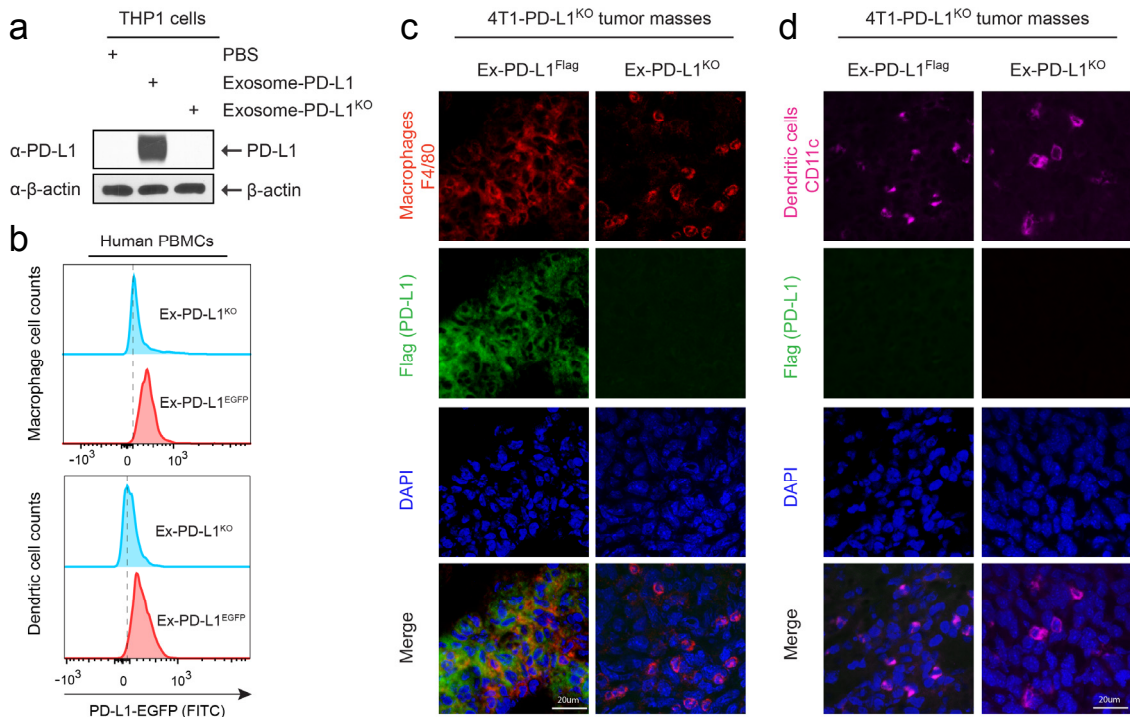 a
THP1 cells
+ PBS
+ Exosome-PD-L1
+ Exosome-PD-L1KO
α-PD-L1 ← PD-L1
α-β-actin ← β-actin
b
Human PBMCs
Macrophage cell counts
Ex-PD-L1KO
Ex-PD-L1EGFP
-10³ 0 10³
Dendritic cell counts
Ex-PD-L1KO
Ex-PD-L1EGFP
-10³ 0 10³
PD-L1-EGFP (FITC)
c
4T1-PD-L1KO tumor masses
Ex-PD-L1Flag Ex-PD-L1KO
Macrophages
F4/80
Flag (PD-L1)
DAPI
Merge
20um
d
4T1-PD-L1KO tumor masses
Ex-PD-L1Flag Ex-PD-L1KO
Dendritic cells
CD11c
Flag (PD-L1)
DAPI
Merge
20um